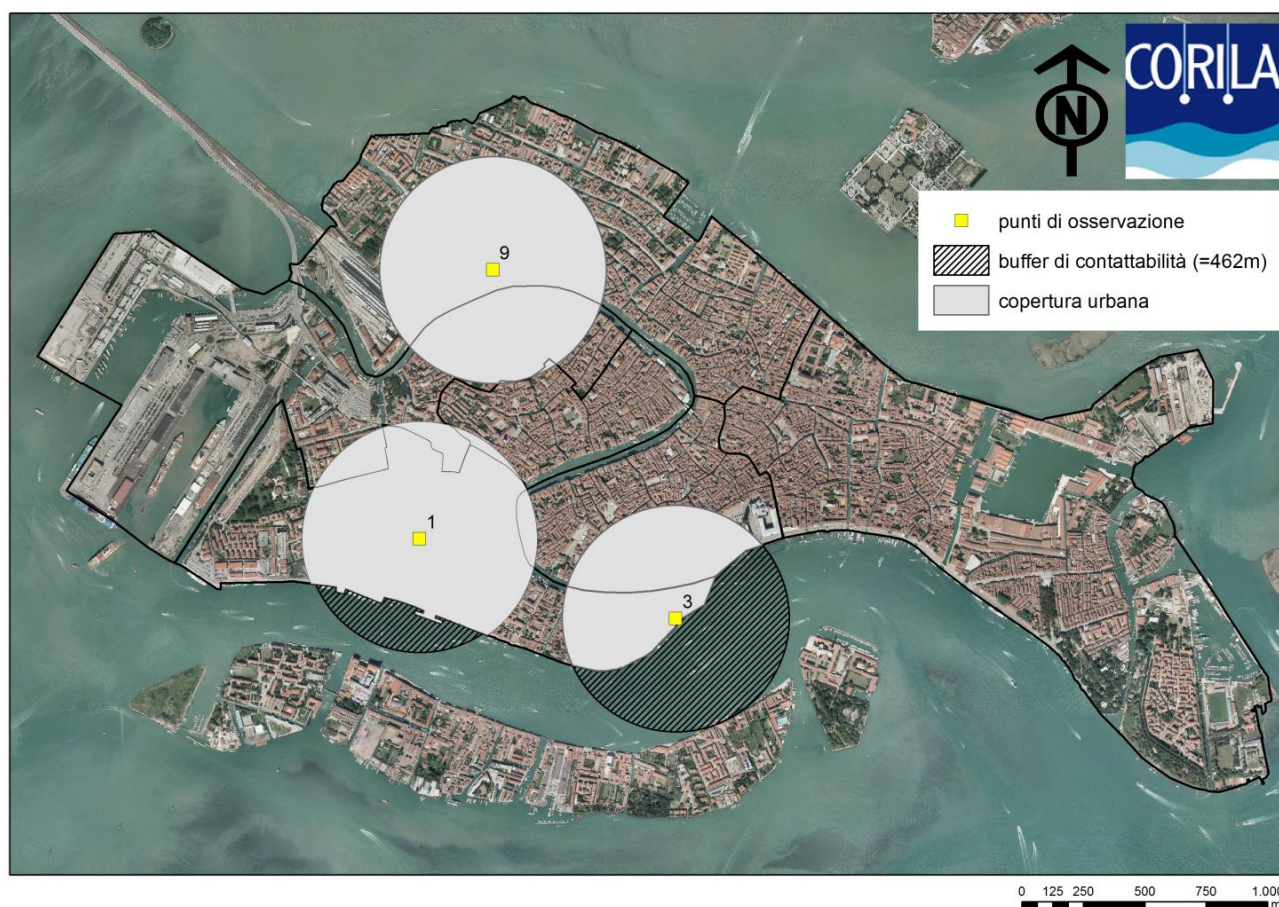 CORILA
N
punti di osservazione
buffer di contattabilità (=462m)
copertura urbana
9
1
3
0 125 250 500 750 1.000
m